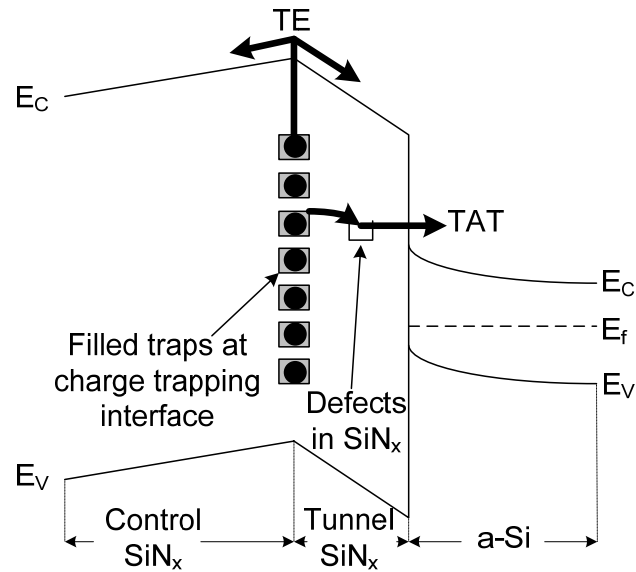 TE
E_C
TAT
E_C
E_f
E_V
Filled traps at
charge trapping
interface
Defects
in SiN_x
E_V
Control
SiN_x
Tunnel
SiN_x
a-Si